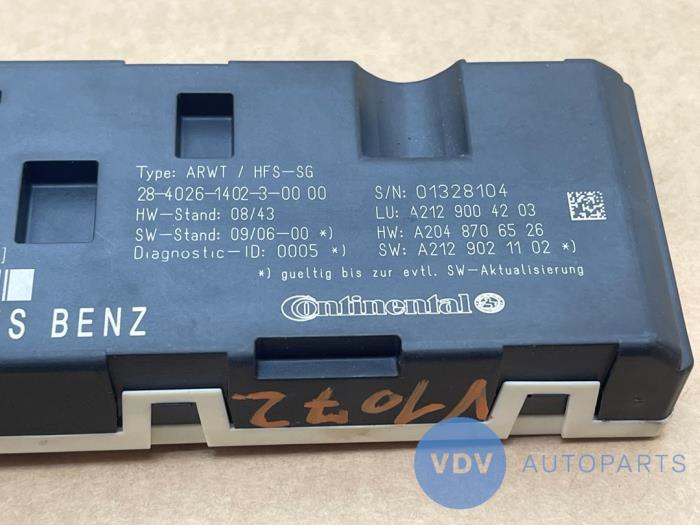 Type: ARWT / HFS-SG
28-4026-1402-3-00 00
HW-Stand: 08/43
SW-Stand: 09/06-00 *)
Diagnostic-ID: 0005 *)
S/N: 01328104
LU: A212 900 42 03
HW: A204 870 65 26
SW: A212 902 11 02 *)
*) gueltig bis zur evtl. SW-Aktualisierung
]
Continental
S BENZ
V1072
VDV AUTOPARTS